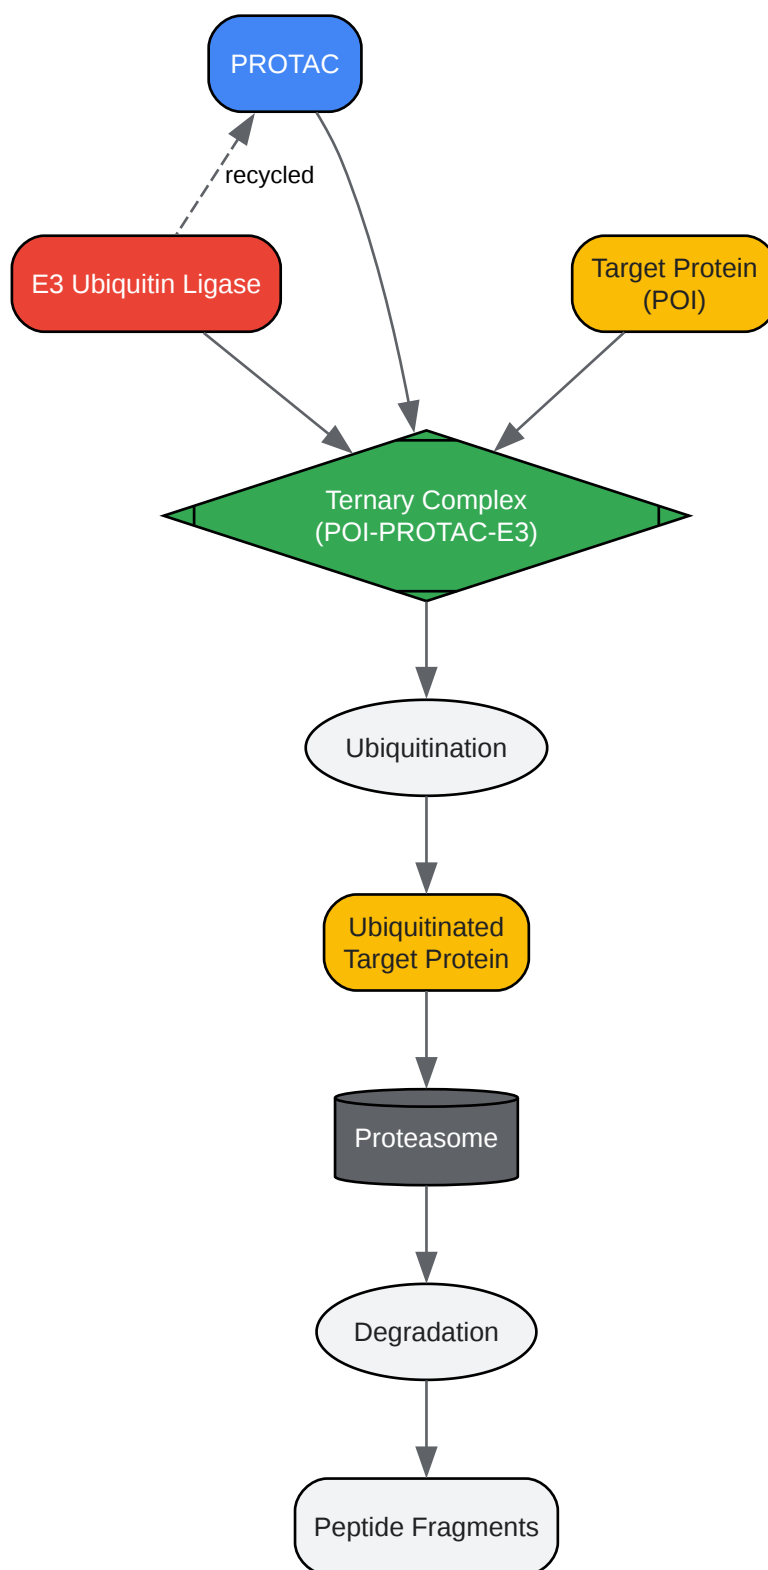 PROTAC
recycled
E3 Ubiquitin Ligase
Target Protein
(POI)
Ternary Complex
(POI-PROTAC-E3)
Ubiquitination
Ubiquitinated
Target Protein
Proteasome
Degradation
Peptide Fragments